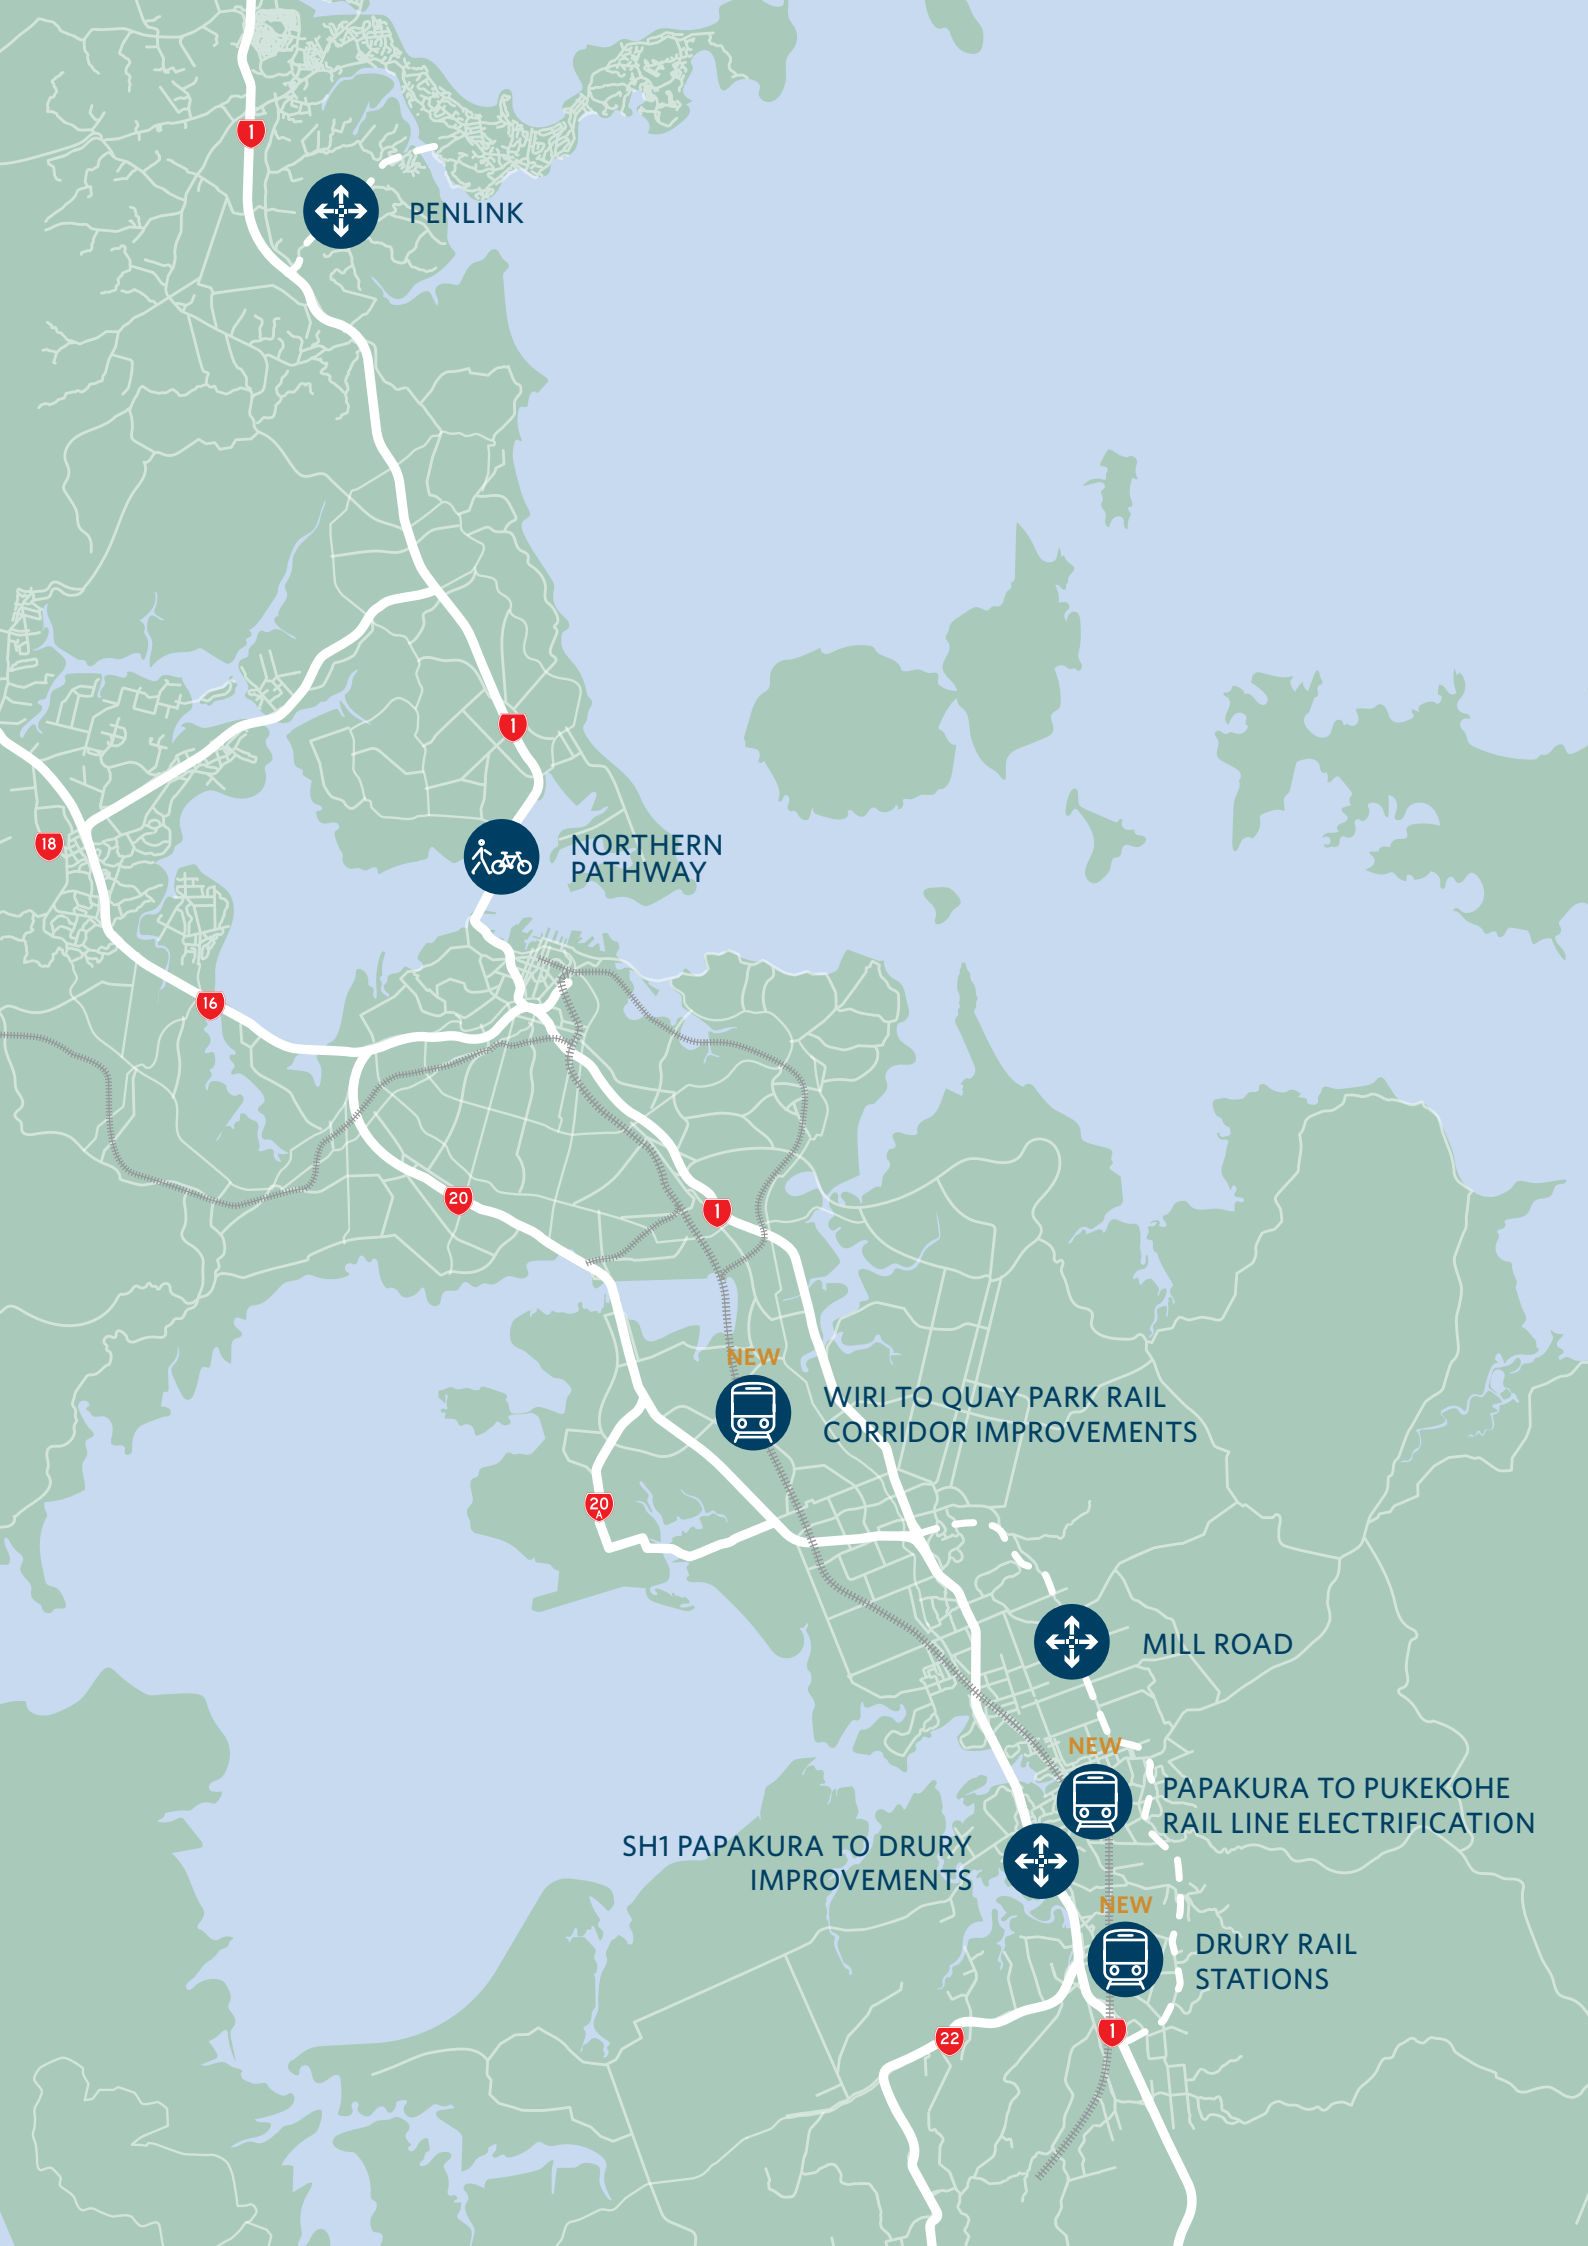 1
PENLINK
1
18
NORTHERN
PATHWAY
16
20
1
NEW
WIRI TO QUAY PARK RAIL
CORRIDOR IMPROVEMENTS
20
A
MILL ROAD
NEW
PAPAKURA TO PUKEKOHE
RAIL LINE ELECTRIFICATION
SH1 PAPAKURA TO DRURY
IMPROVEMENTS
NEW
DRURY RAIL
STATIONS
22
1